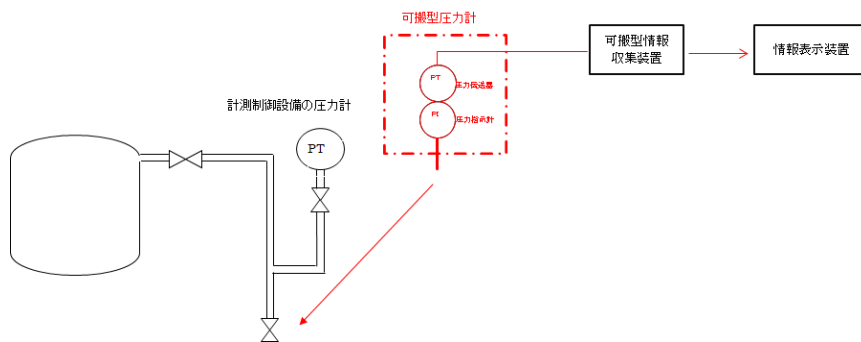 可搬型圧力計
可搬型情報
収集装置
情報表示装置
PT
圧力伝送器
PI
圧力指示計
計測制御設備の圧力計
PT